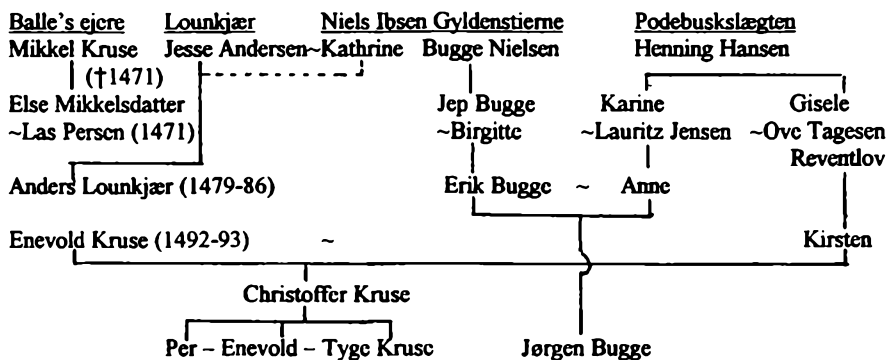 Balle's ejere Lounkjær Niels Ibsen Gyldenstierne Podebuskslægten
Mikkel Kruse Jesse Andersen ~Kathrine Bugge Nielsen Henning Hansen
(†1471)
Else Mikkelsdatter Jep Bugge Karine Gisele
~Las Persen (1471) ~Birgitte ~Lauritz Jensen ~Ove Tagesen
Reventlov
Anders Lounkjær (1479-86) Erik Bugge ~ Anne
Enevold Kruse (1492-93) ~ Kirsten
Christoffer Kruse
Per – Enevold – Tyge Kruse Jørgen Bugge